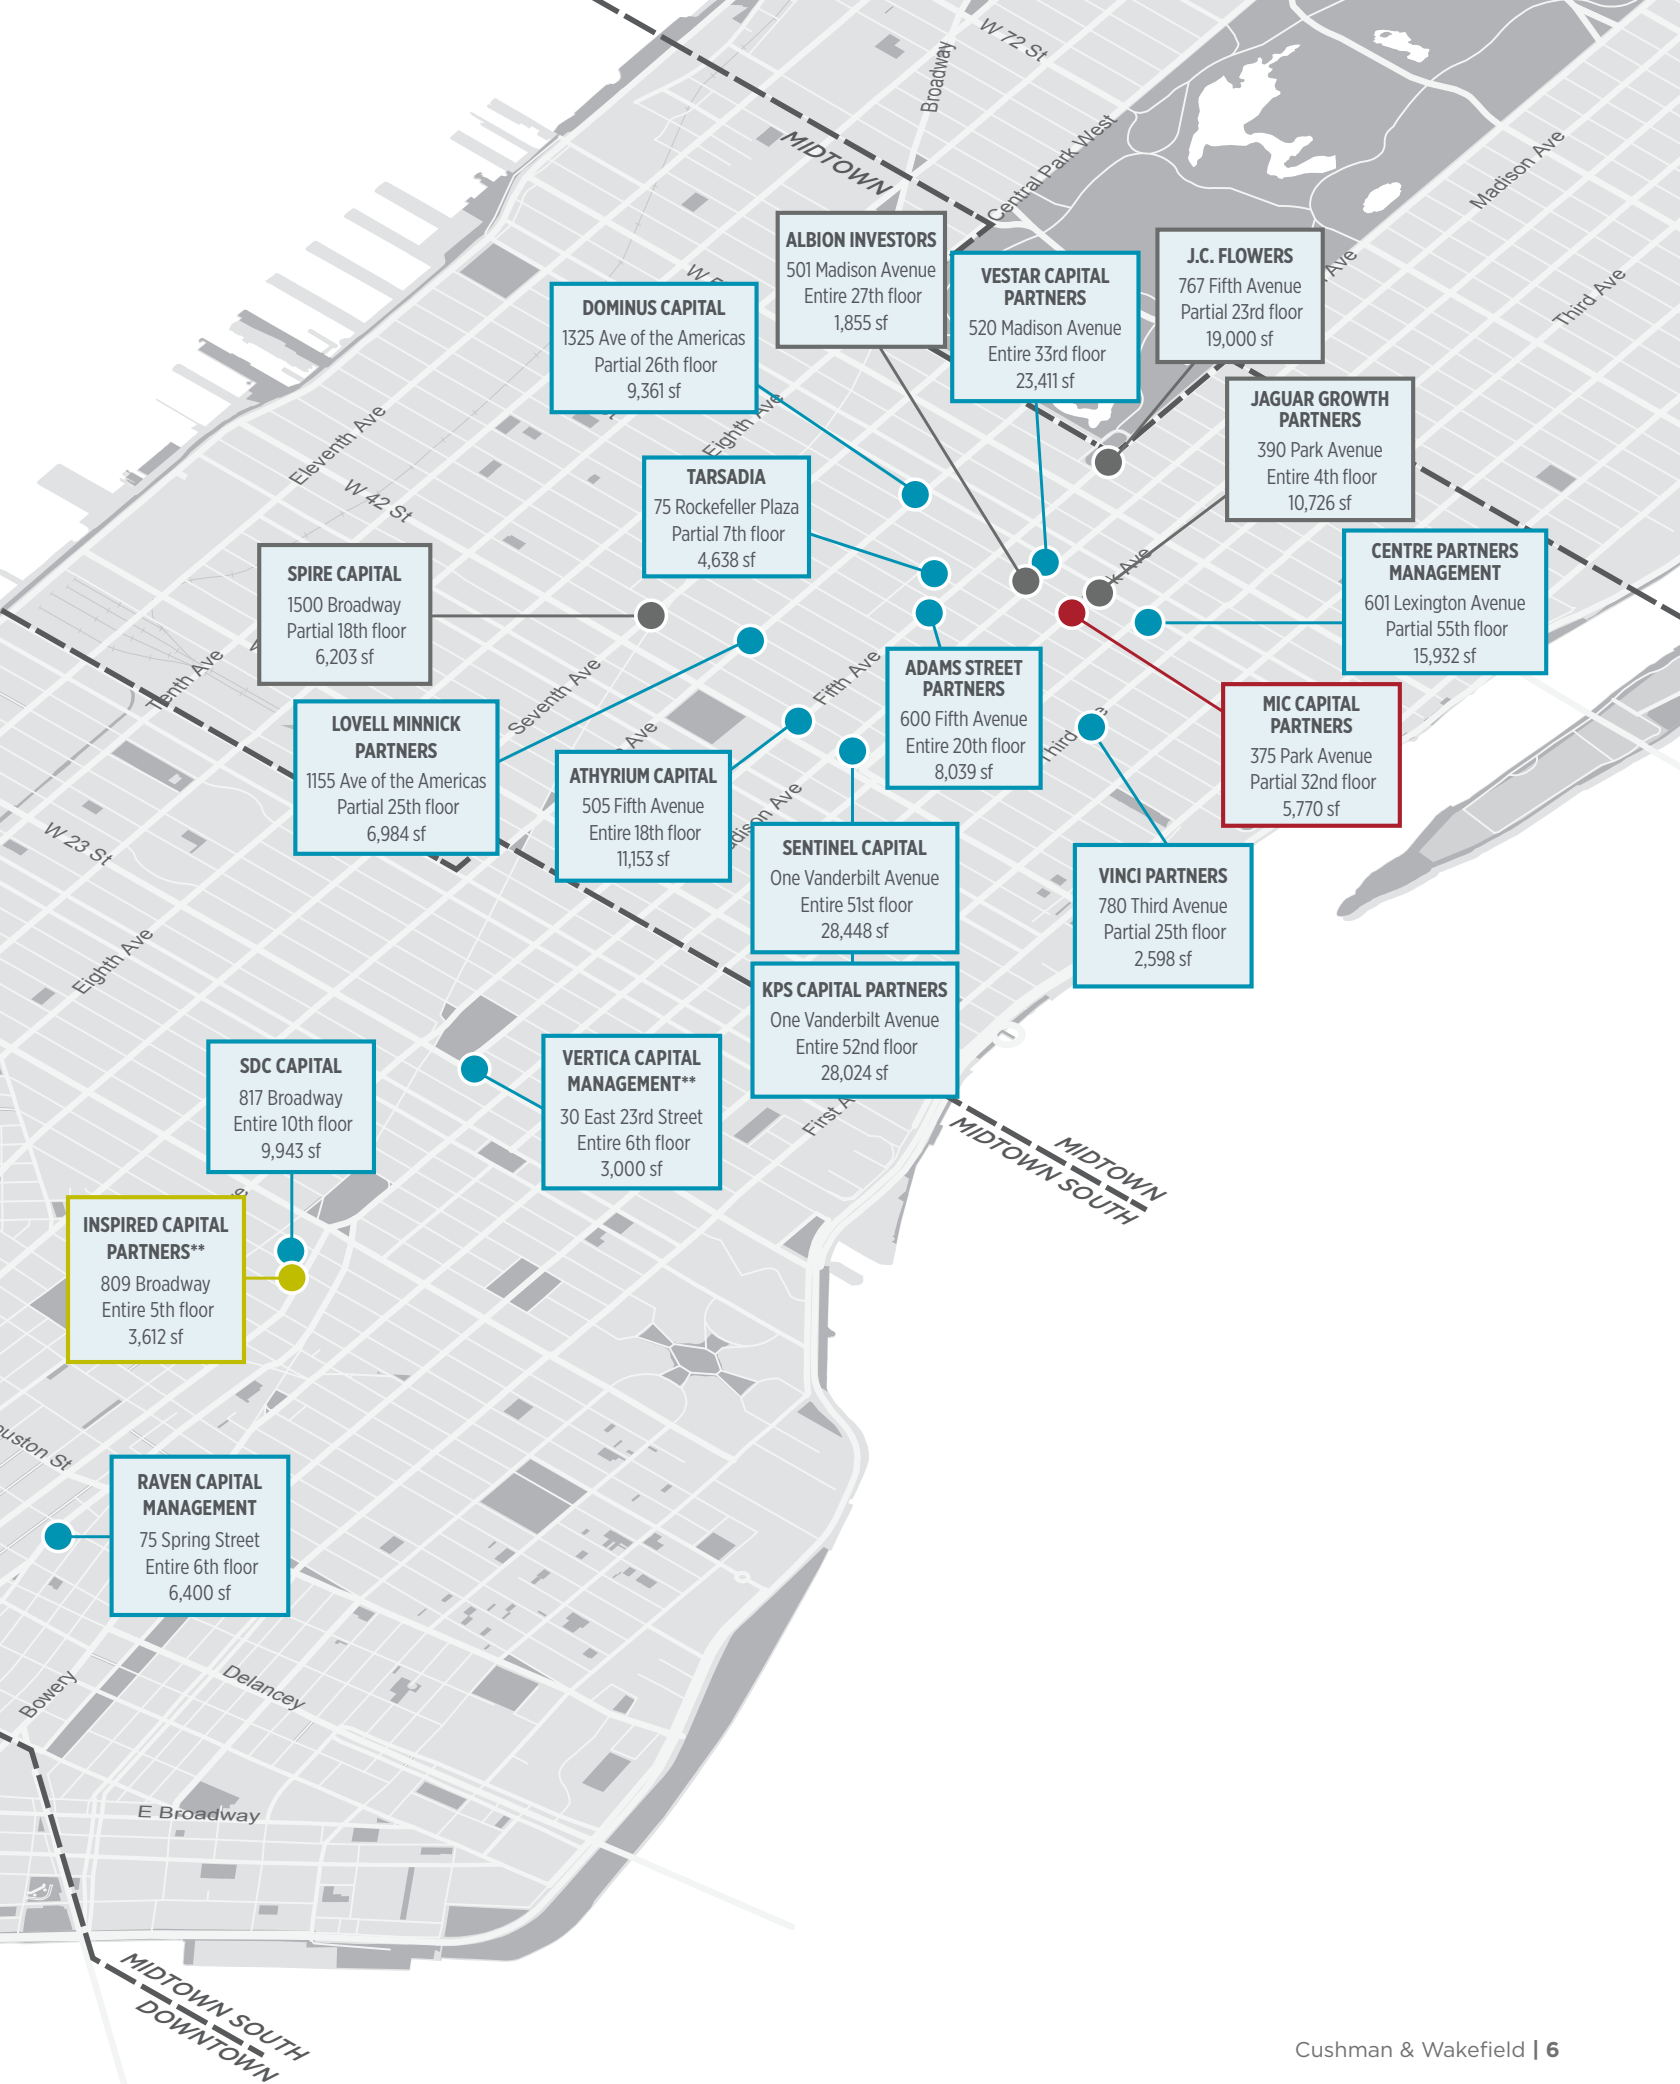 W 72 St
Broadway
MIDTOWN
Central Park West
Madison Ave
Third Ave
Ave
ALBION INVESTORS
501 Madison Avenue
Entire 27th floor
1,855 sf
VESTAR CAPITAL
PARTNERS
520 Madison Avenue
Entire 33rd floor
23,411 sf
J.C. FLOWERS
767 Fifth Avenue
Partial 23rd floor
19,000 sf
DOMINUS CAPITAL
1325 Ave of the Americas
Partial 26th floor
9,361 sf
JAGUAR GROWTH
PARTNERS
390 Park Avenue
Entire 4th floor
10,726 sf
Eleventh Ave
Eighth Ave
W 42 St
TARSADIA
75 Rockefeller Plaza
Partial 7th floor
4,638 sf
CENTRE PARTNERS
MANAGEMENT
601 Lexington Avenue
Partial 55th floor
15,932 sf
SPIRE CAPITAL
1500 Broadway
Partial 18th floor
6,203 sf
k Ave
Tenth Ave
Seventh Ave
Fifth Ave
ADAMS STREET
PARTNERS
600 Fifth Avenue
Entire 20th floor
8,039 sf
MIC CAPITAL
PARTNERS
375 Park Avenue
Partial 32nd floor
5,770 sf
LOVELL MINNICK
PARTNERS
1155 Ave of the Americas
Partial 25th floor
6,984 sf
Ave
Third
ATHYRIUM CAPITAL
505 Fifth Avenue
Entire 18th floor
11,153 sf
adison Ave
W 23 St
SENTINEL CAPITAL
One Vanderbilt Avenue
Entire 51st floor
28,448 sf
VINCI PARTNERS
780 Third Avenue
Partial 25th floor
2,598 sf
Eighth Ave
KPS CAPITAL PARTNERS
One Vanderbilt Avenue
Entire 52nd floor
28,024 sf
SDC CAPITAL
817 Broadway
Entire 10th floor
9,943 sf
VERTICA CAPITAL
MANAGEMENT**
30 East 23rd Street
Entire 6th floor
3,000 sf
First A
MIDTOWN
MIDTOWN SOUTH
INSPIRED CAPITAL
PARTNERS**
809 Broadway
Entire 5th floor
3,612 sf
ouston St
RAVEN CAPITAL
MANAGEMENT
75 Spring Street
Entire 6th floor
6,400 sf
Bowery
Delancey
E Broadway
MIDTOWN SOUTH
DOWNTOWN
Cushman & Wakefield | 6